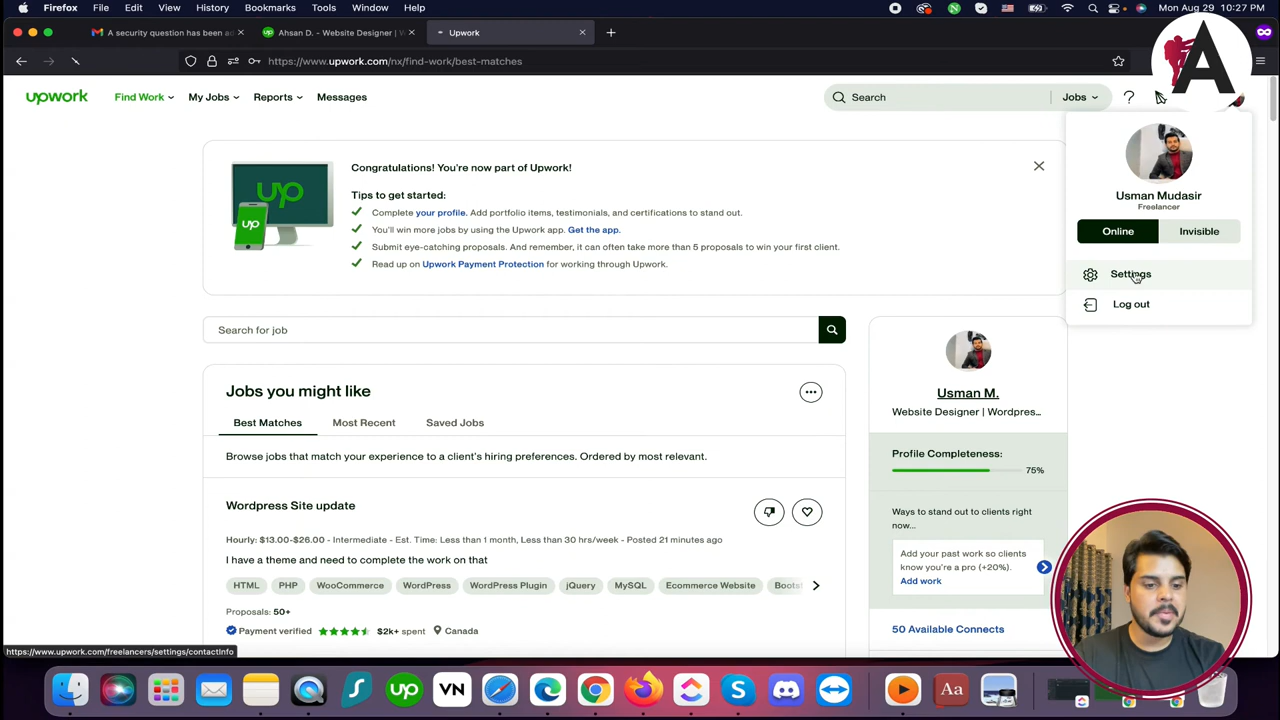 Firefox File Edit View History Bookmarks Tools Window Help
Mon Aug 29 10:27 PM
A security question has been ad
Ahsan D. - Website Designer | W
Upwork
https://www.upwork.com/nx/find-work/best-matches
A
upwork
Find Work
My Jobs
Reports
Messages
Search
Jobs
?
up
up
Congratulations! You're now part of Upwork!
Tips to get started:
Complete your profile. Add portfolio items, testimonials, and certifications to stand out.
You'll win more jobs by using the Upwork app. Get the app.
Submit eye-catching proposals. And remember, it can often take more than 5 proposals to win your first client.
Read up on Upwork Payment Protection for working through Upwork.
Usman Mudasir
Freelancer
Online
Invisible
Settings
Log out
Search for job
Jobs you might like
Best Matches
Most Recent
Saved Jobs
Browse jobs that match your experience to a client's hiring preferences. Ordered by most relevant.
Wordpress Site update
Hourly: $13.00-$26.00 - Intermediate - Est. Time: Less than 1 month, Less than 30 hrs/week - Posted 21 minutes ago
I have a theme and need to complete the work on that
HTML PHP WooCommerce WordPress WordPress Plugin jQuery MySQL Ecommerce Website Boots
Proposals: 50+
Payment verified $2k+ spent Canada
Usman M.
Website Designer | Wordpres...
Profile Completeness:
75%
Ways to stand out to clients right
now...
Add your past work so clients
know you're a pro (+20%).
Add work
50 Available Connects
https://www.upwork.com/freelancers/settings/contactInfo
up
VN
S
Aa